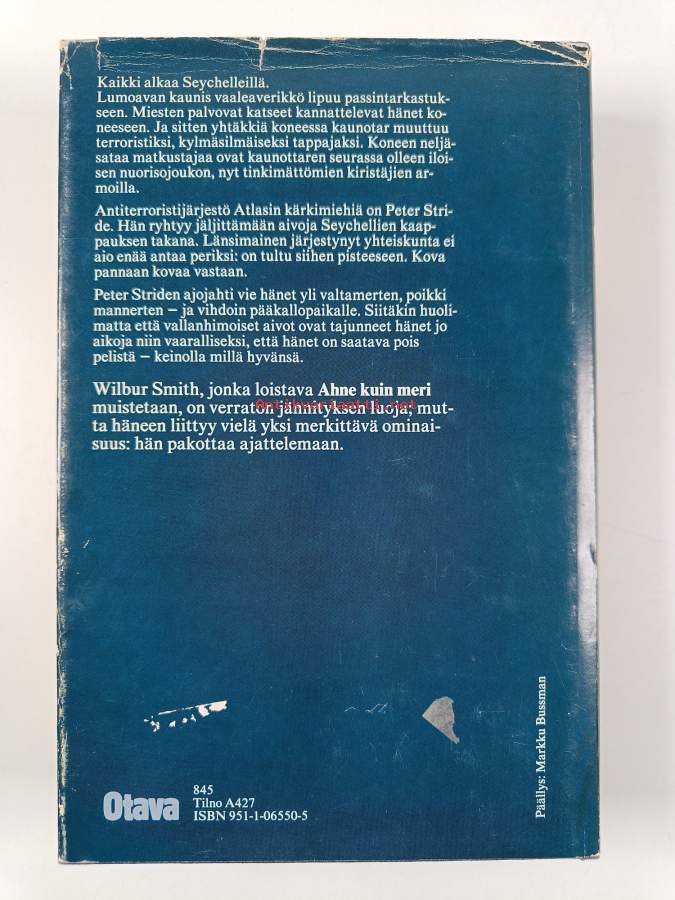 Kaikki alkaa Seychelleillä.
Lumoavan kaunis vaaleaverikkö lipuu passintarkastuk-
seen. Miesten palvovat katseet kannattelevat hänet ko-
neeseen. Ja sitten yhtäkkiä koneessa kaunotar muuttuu
terroristiksi, kylmäsilmäiseksi tappajaksi. Koneen neljä-
sataa matkustajaa ovat kaunottaren seurassa olleen iloi-
sen nuorisojoukon, nyt tinkimättömien kiristäjien ar-
moilla.
Antiterroristijärjestö Atlasin kärkimiehiä on Peter Stri-
de. Hän ryhtyy jäljittämään aivoja Seychellien kaap-
pauksen takana. Länsimainen järjestynyt yhteiskunta ei
aio enää antaa periksi: on tultu siihen pisteeseen. Kova
pannaan kovaa vastaan.
Peter Striden ajojahti vie hänet yli valtamerten, poikki
mannerten – ja vihdoin pääkallopaikalle. Siitäkin huoli-
matta että vallanhimoiset aivot ovat tajunneet hänet jo
aikoja niin vaaralliseksi, että hänet on saatava pois
pelistä – keinolla millä hyvänsä.
Wilbur Smith, jonka loistava Ahne kuin meri
muistetaan, on verraton jännityksen luoja, mut-
ta häneen liittyy vielä yksi merkittävä ominai-
suus: hän pakottaa ajattelemaan.
Antikvariaatti.net
Otava
845
Tilno A427
ISBN 951-1-06550-5
Päällys: Markku Bussman